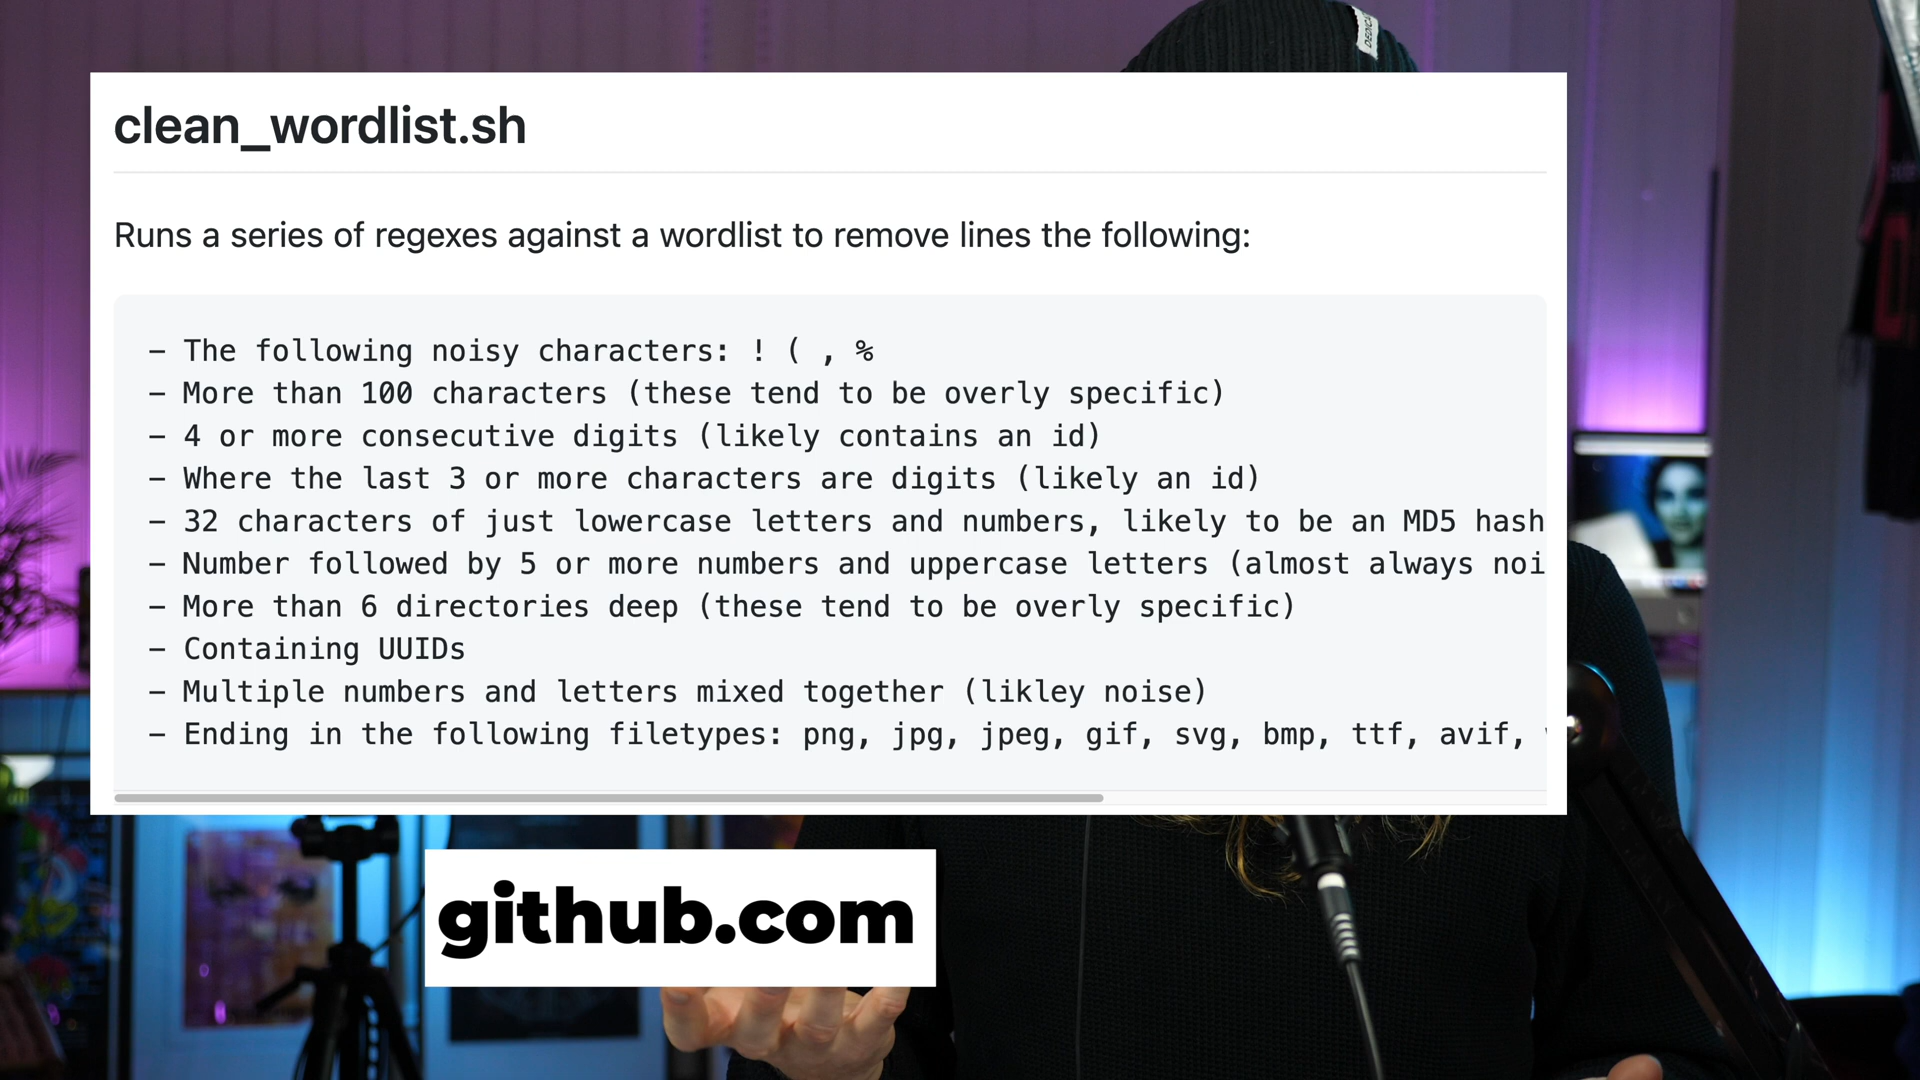 clean_wordlist.sh
Runs a series of regexes against a wordlist to remove lines the following:
– The following noisy characters: ! ( , %
– More than 100 characters (these tend to be overly specific)
– 4 or more consecutive digits (likely contains an id)
– Where the last 3 or more characters are digits (likely an id)
– 32 characters of just lowercase letters and numbers, likely to be an MD5 hash
– Number followed by 5 or more numbers and uppercase letters (almost always noi
– More than 6 directories deep (these tend to be overly specific)
– Containing UUIDs
– Multiple numbers and letters mixed together (likley noise)
– Ending in the following filetypes: png, jpg, jpeg, gif, svg, bmp, ttf, avif,
github.com